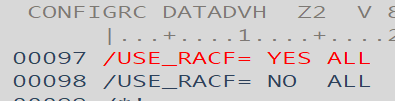 CONFIGRC DATADVH Z2 V 8
|...+....1....+....2
00097 /USE_RACF= YES ALL
00098 /USE_RACF= NO ALL